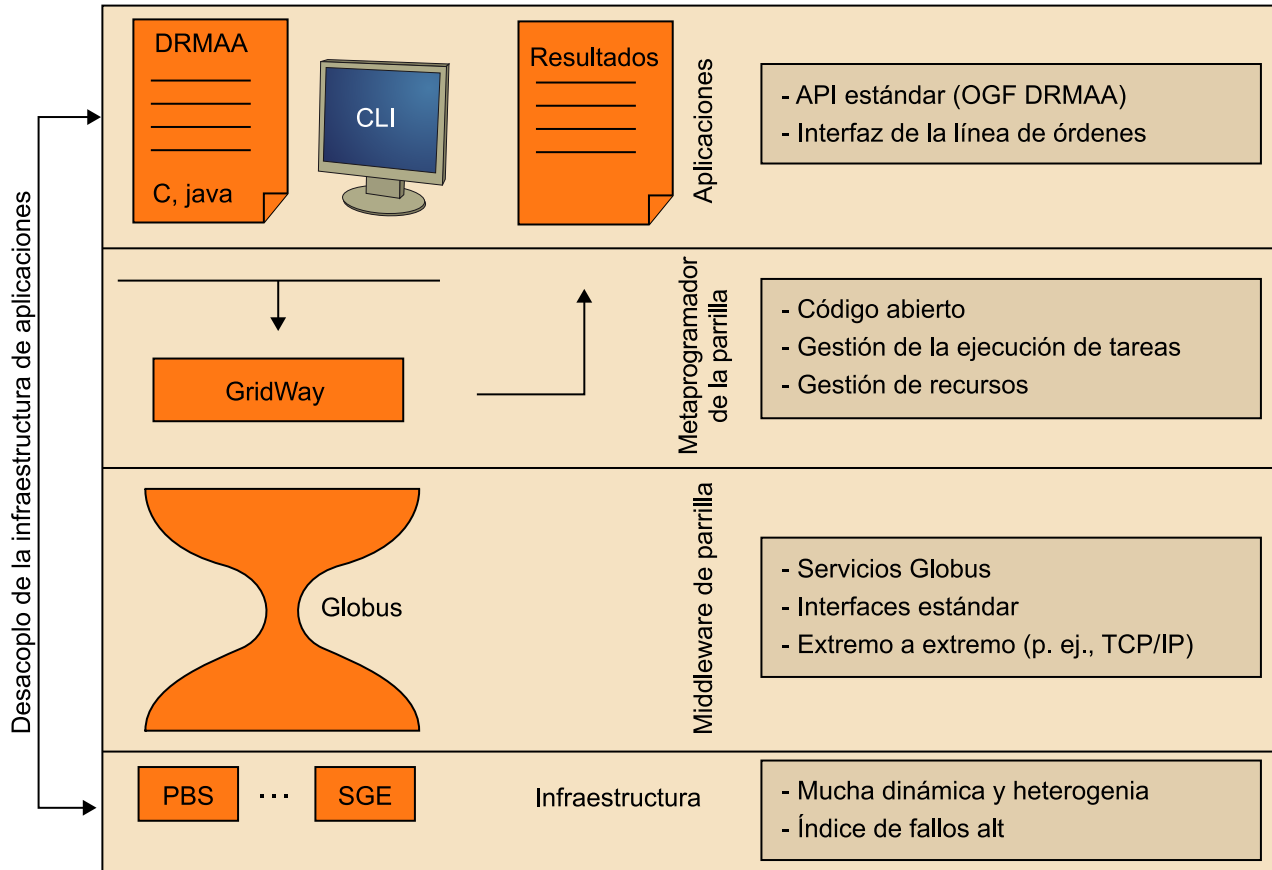 Desacoplo de la infraestructura de aplicaciones
DRMAA
C, java
CLI
Resultados
Aplicaciones
- API estándar (OGF DRMAA)
- Interfaz de la línea de órdenes
GridWay
Metaprogramador
de la parrilla
- Código abierto
- Gestión de la ejecución de tareas
- Gestión de recursos
Globus
Middleware de parrilla
- Servicios Globus
- Interfaces estándar
- Extremo a extremo (p. ej., TCP/IP)
PBS ... SGE
Infraestructura
- Mucha dinámica y heterogenia
- Índice de fallos alt